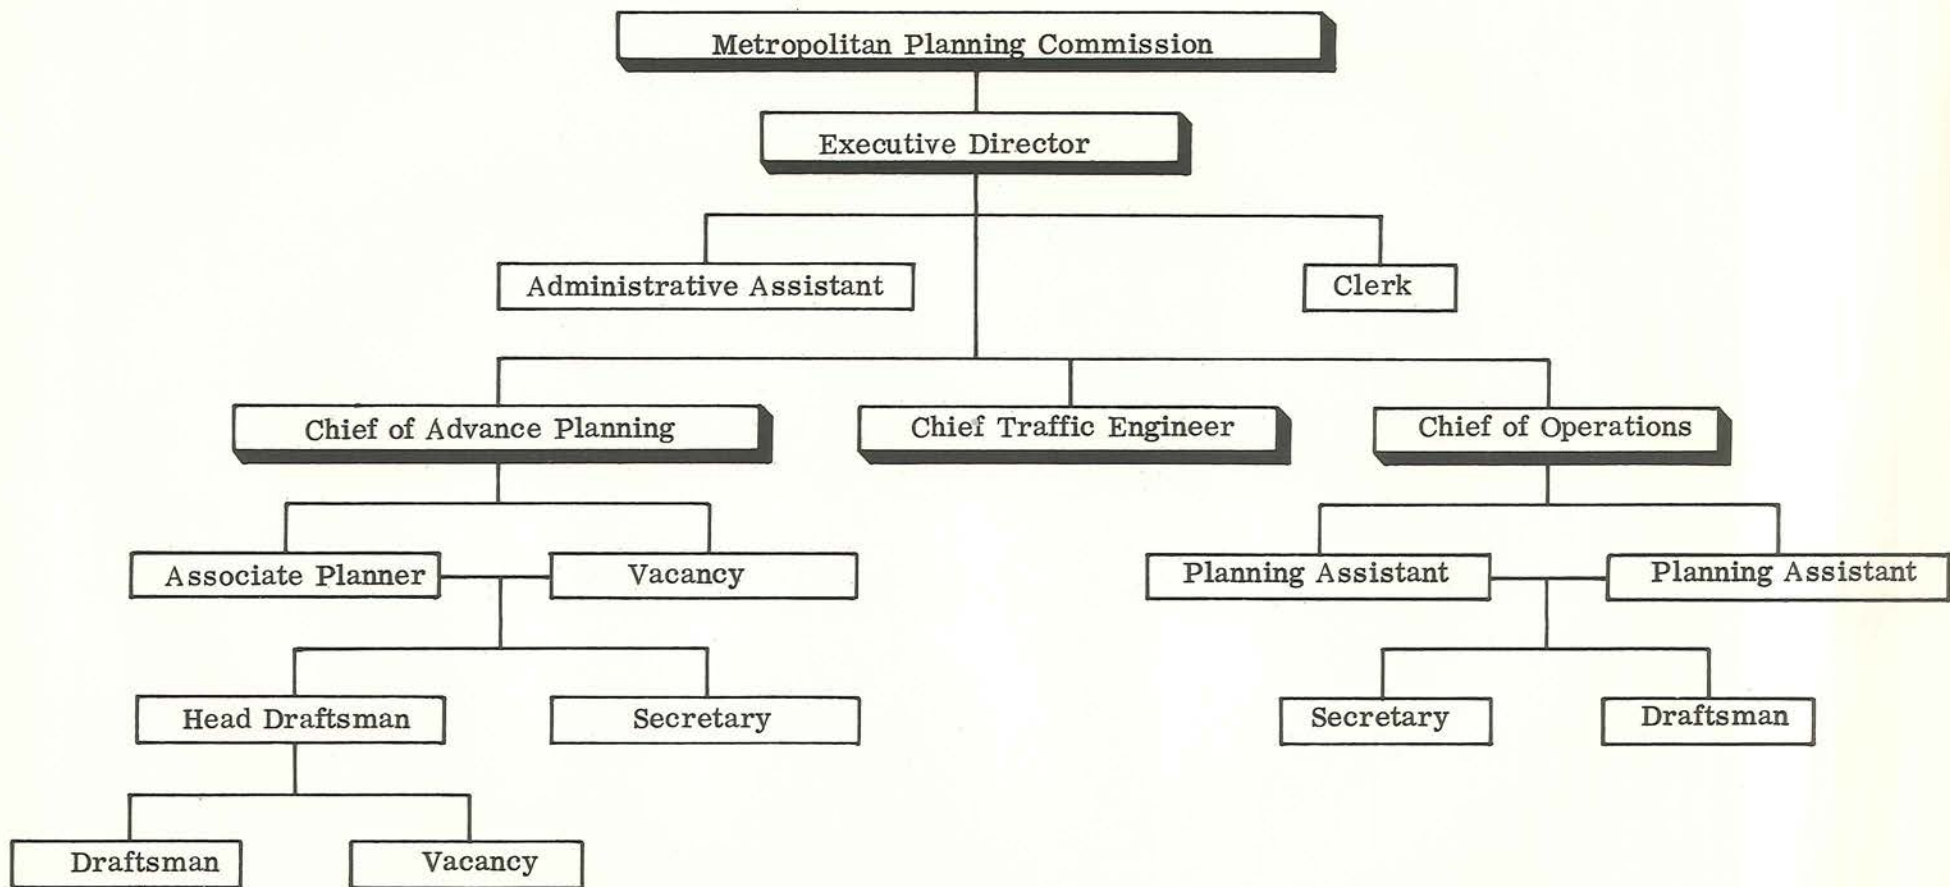 Metropolitan Planning Commission
Executive Director
Administrative Assistant
Clerk
Chief of Advance Planning
Chief Traffic Engineer
Chief of Operations
Associate Planner
Vacancy
Planning Assistant
Planning Assistant
Head Draftsman
Secretary
Secretary
Draftsman
Draftsman
Vacancy